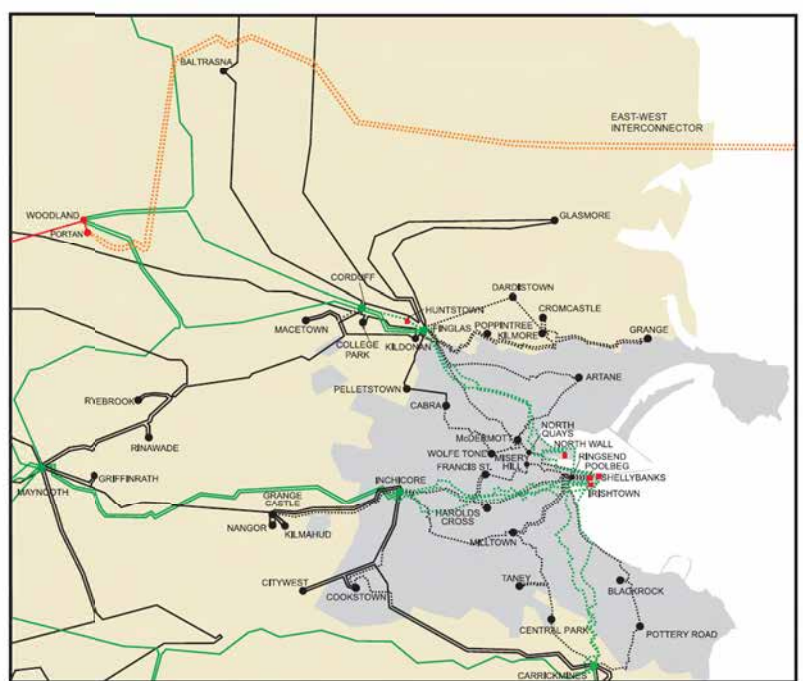 BALTRASNA
EAST-WEST
INTERCONNECTOR
WOODLAND
PORTAN
GLASMORE
CORDUFF
DARDISTOWN
HUNTSTOWN
CROMCASTLE
MACETOWN
FINGLAS
POPPINTREE
KILMORE
GRANGE
COLLEGE
PARK
KILDONAN
PELLETSTOWN
ARTANE
RYEBROOK
CABRA
RINAWADE
McDERMOTT
NORTH
QUAYS
NORTH WALL
WOLFE TONE
MISERY
HILL
RINGSEND
POOLBEG
FRANCIS ST.
SHELLYBANKS
GRIFFINRATH
MAYNOOTH
INCHICORE
IRISHTOWN
GRANGE
CASTLE
HAROLDS
CROSS
NANGOR
KILMAHUD
MILLTOWN
CITYWEST
COOKSTOWN
TANEY
BLACKROCK
CENTRAL PARK
POTTERY ROAD
CARRICKMINES